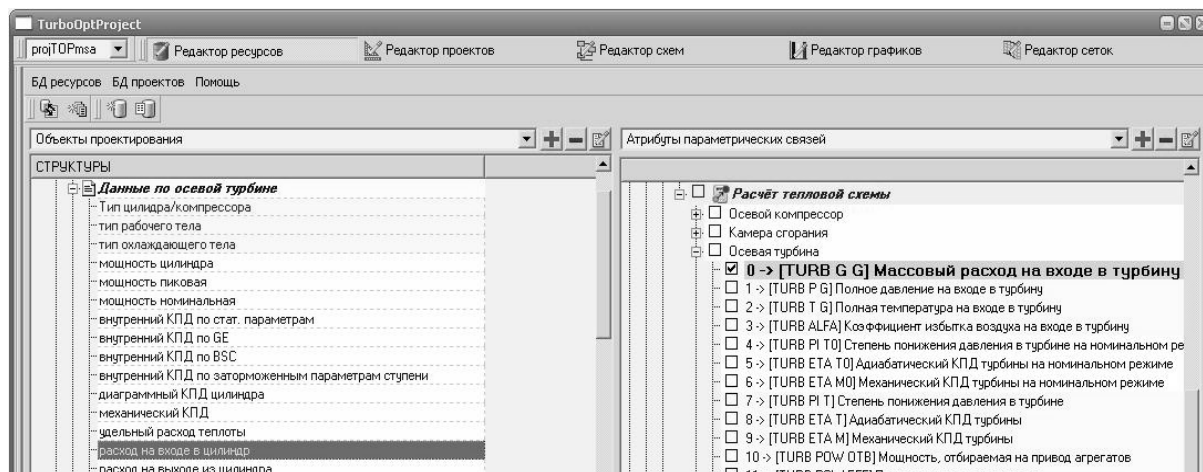 TurboOptProject
projTOPmsa Редактор ресурсов Редактор проектов Редактор схем Редактор графиков Редактор сеток
БД ресурсов БД проектов Помощь
Объекты проектирования
СТРУКТУРЫ
Данные по осевой турбине
Тип цилидра/компрессора
тип рабочего тела
тип охлаждающего тела
мощность цилиндра
мощность пиковая
мощность номинальная
внутренний КПД по стат. параметрам
внутренний КПД по GE
внутренний КПД по BSC
внутренний КПД по заторможенным параметрам ступени
диаграммный КПД цилиндра
механический КПД
удельный расход теплоты
расход на входе в цилиндр
расход на выходе из цилиндра
Атрибуты параметрических связей
Расчёт тепловой схемы
Осевой компрессор
Камера сгорания
Осевая турбина
0 -> [TURB G G] Массовый расход на входе в турбину
1 -> [TURB P G] Полное давление на входе в турбину
2 -> [TURB T G] Полная температура на входе в турбину
3 -> [TURB ALFA] Коэффициент избытка воздуха на входе в турбину
4 -> [TURB PI T0] Степень понижения давления в турбине на номинальном ре
5 -> [TURB ETA T0] Адиабатический КПД турбины на номинальном режиме
6 -> [TURB ETA M0] Механический КПД турбины на номинальном режиме
7 -> [TURB PI T] Степень понижения давления в турбине
8 -> [TURB ETA T] Адиабатический КПД турбины
9 -> [TURB ETA M] Механический КПД турбины
10 -> [TURB POW OTB] Мощность, отбираемая на привод агрегатов